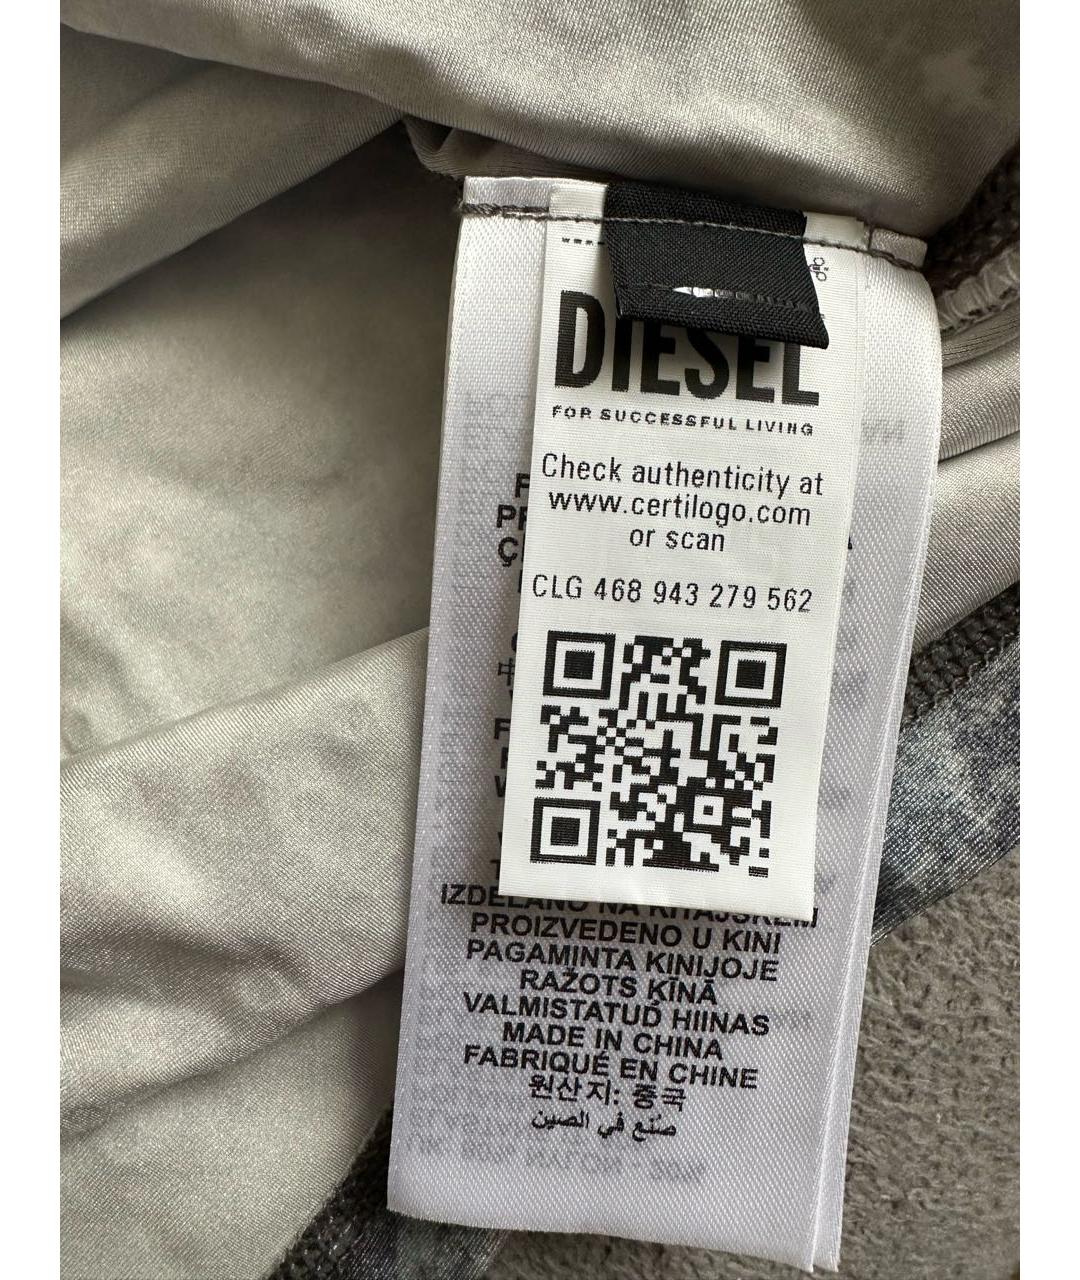 DIESEL
FOR SUCCESSFUL LIVING
Check authenticity at
www.certilogo.com
or scan
CLG 468 943 279 562
IZDELANO NA KITAJSKEM
PROIZVEDENO U KINI
PAGAMINTA KINIJOJE
RAŽOTS ĶĪNĀ
VALMISTATUD HIINAS
MADE IN CHINA
FABRIQUÉ EN CHINE
원산지: 중국
صُنع في الصين